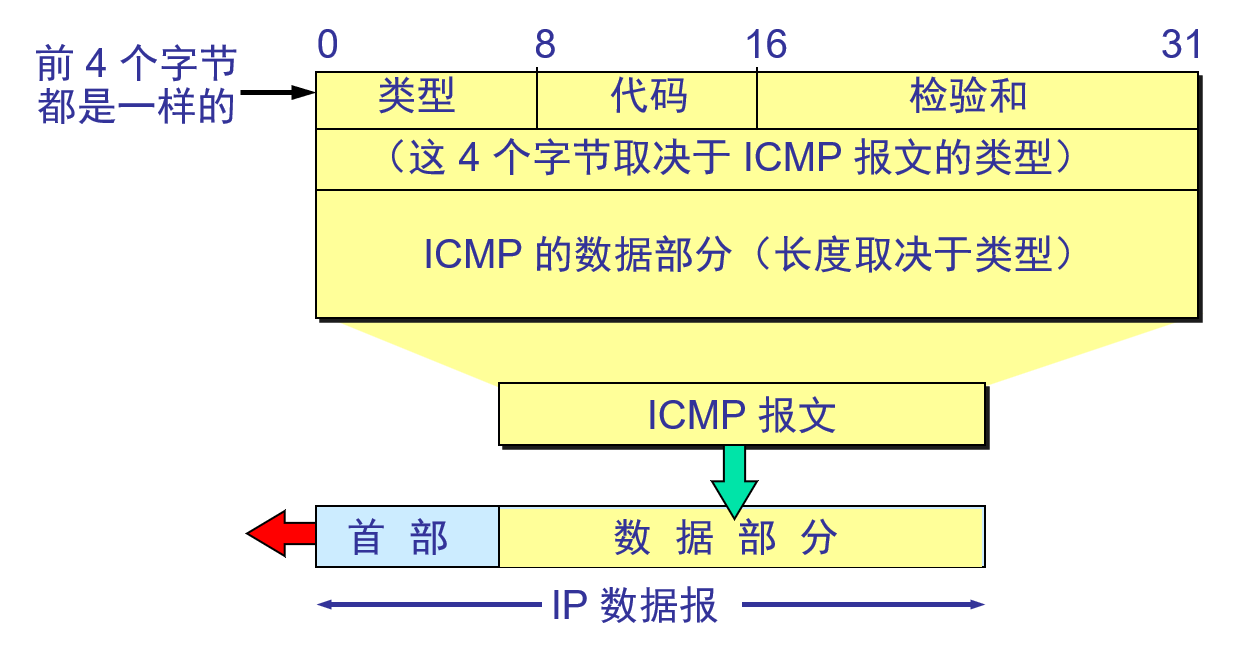 0 8 16 31
前 4 个字节
都是一样的
类型 代码 检验和
（这 4 个字节取决于 ICMP 报文的类型）
ICMP 的数据部分（长度取决于类型）
ICMP 报文
首 部 数 据 部 分
IP 数据报